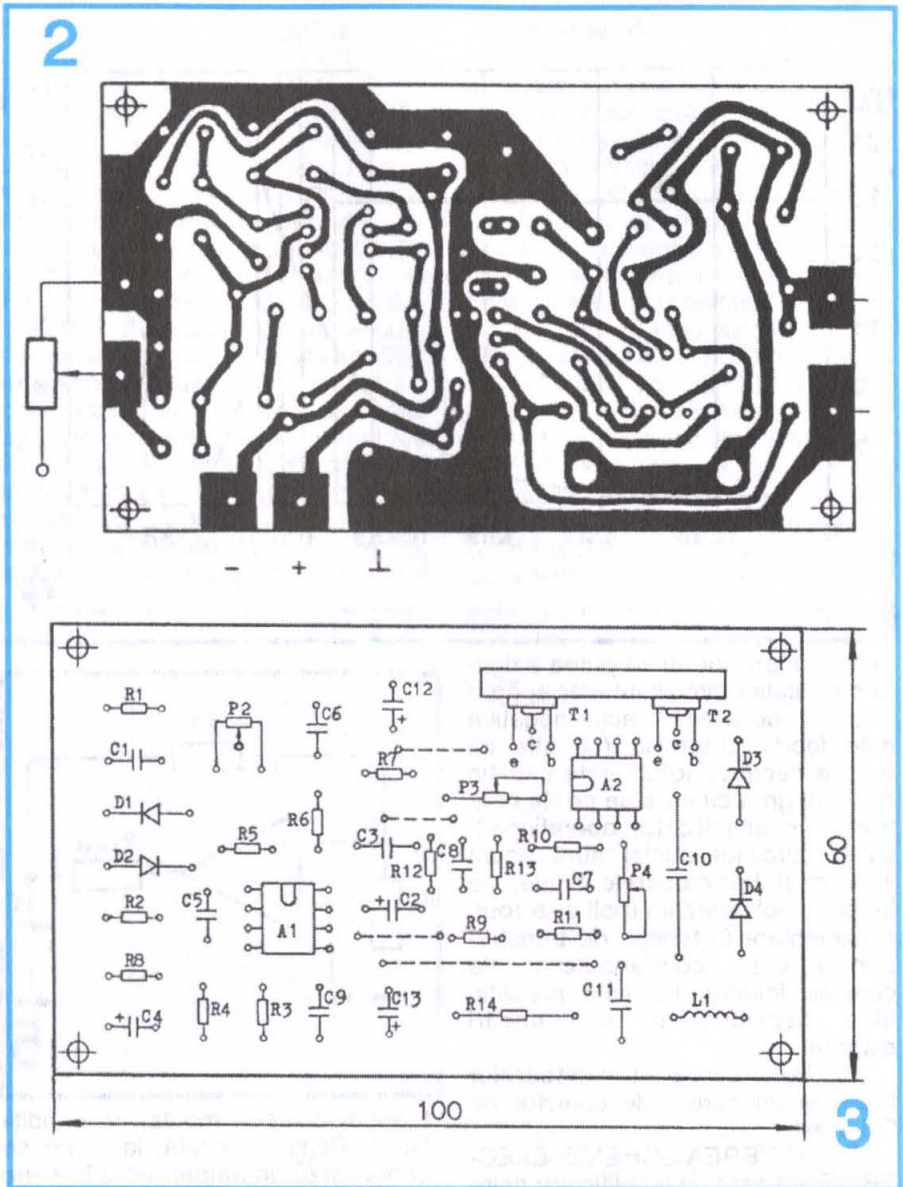 2
- + ⊥
R1 P2 C6 C12 + T1 T2
e c b e c b
C1 R7 P3 A2 D3
D1 R5 R6 C3 R12 C8 R13 R10 C10
D2 C7 P4 D4
R2 C5 A1 + C2 R9 R11
R8
+ C4 R4 R3 C9 C13 + R14 C11 L1
60
100
3